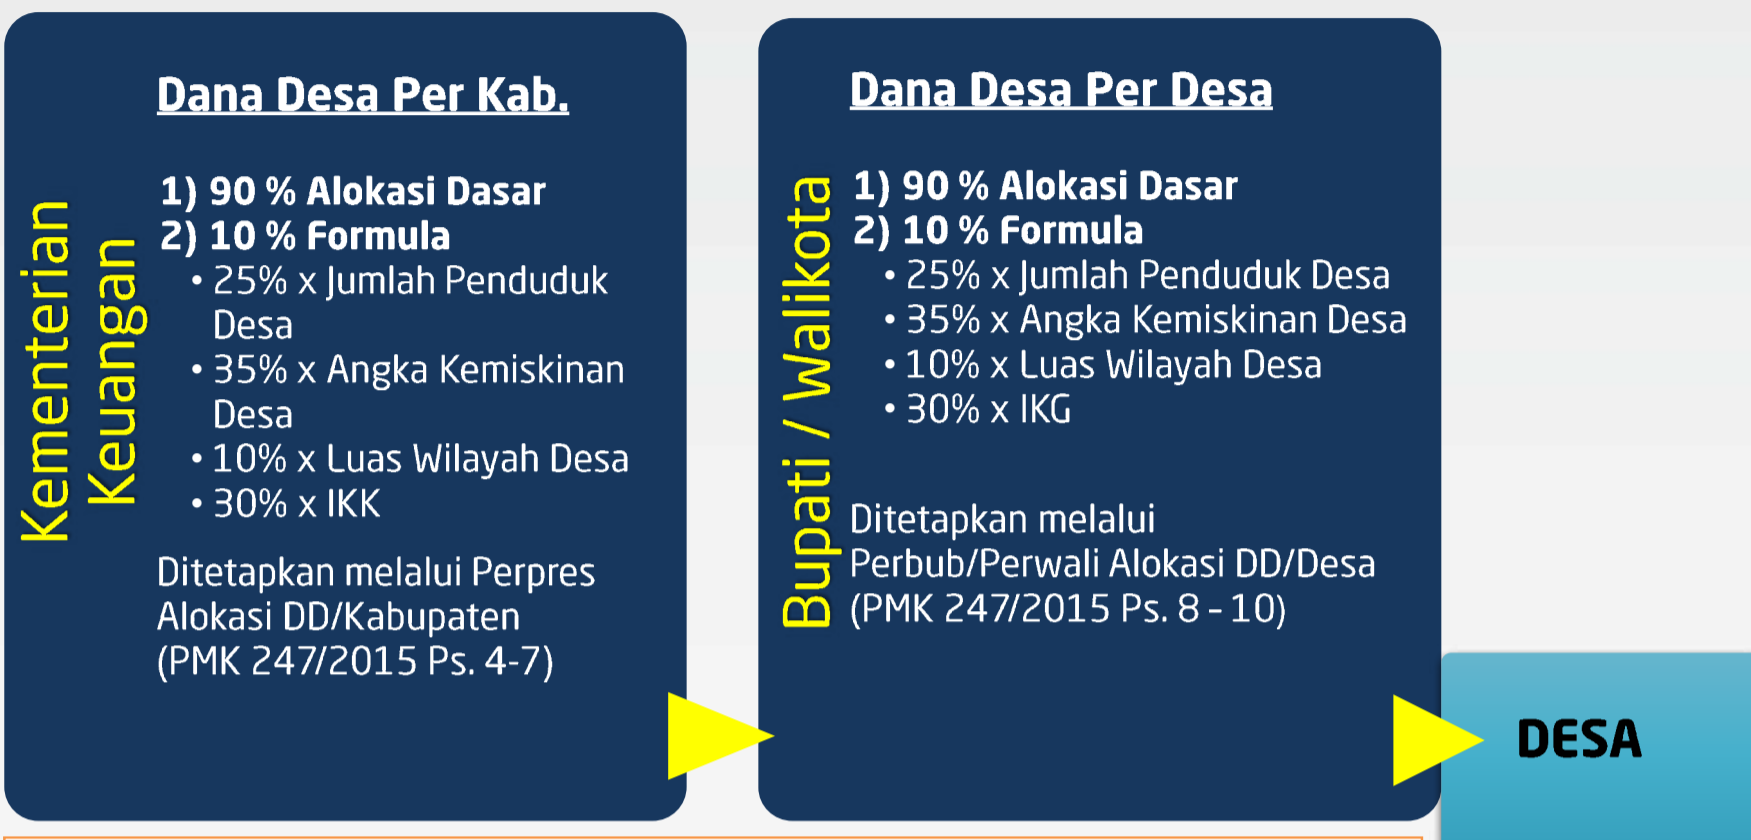 Kementerian
Keuangan
Dana Desa Per Kab.
1) 90 % Alokasi Dasar
2) 10 % Formula
• 25% x Jumlah Penduduk
Desa
• 35% x Angka Kemiskinan
Desa
• 10% x Luas Wilayah Desa
• 30% x IKK
Ditetapkan melalui Perpres
Alokasi DD/Kabupaten
(PMK 247/2015 Ps. 4-7)
Bupati / Walikota
Dana Desa Per Desa
1) 90 % Alokasi Dasar
2) 10 % Formula
• 25% x Jumlah Penduduk Desa
• 35% x Angka Kemiskinan Desa
• 10% x Luas Wilayah Desa
• 30% x IKG
Ditetapkan melalui
Perbub/Perwali Alokasi DD/Desa
(PMK 247/2015 Ps. 8 – 10)
DESA